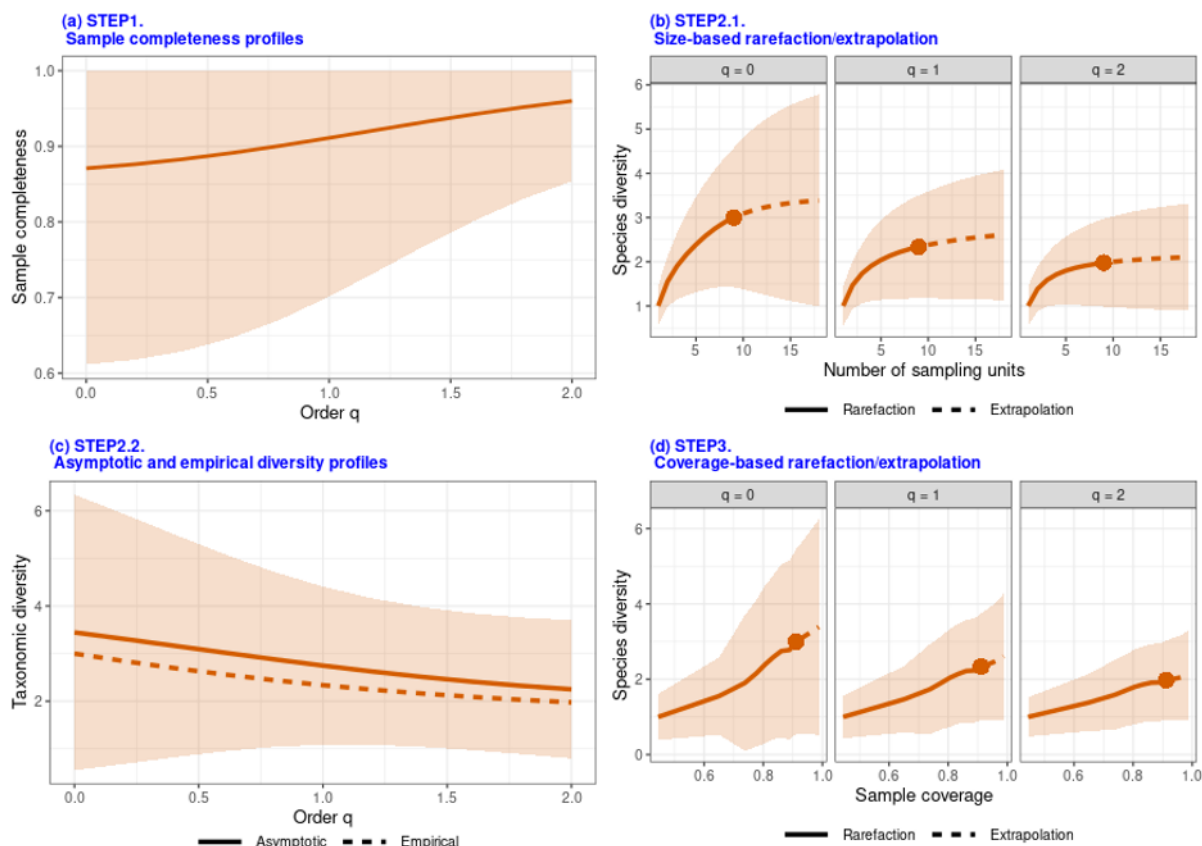 (a) STEP1.
Sample completeness profiles
1.0
0.9
0.8
0.7
0.6
Sample completeness
0.0
0.5
1.0
1.5
2.0
Order q
(b) STEP2.1.
Size-based rarefaction/extrapolation
q = 0
q = 1
q = 2
6
5
4
3
2
1
Species diversity
5
10
15
5
10
15
5
10
15
Number of sampling units
Rarefaction
Extrapolation
(c) STEP2.2.
Asymptotic and empirical diversity profiles
6
4
2
Taxonomic diversity
0.0
0.5
1.0
1.5
2.0
Order q
Asymptotic
Empirical
(d) STEP3.
Coverage-based rarefaction/extrapolation
q = 0
q = 1
q = 2
6
4
2
0
Species diversity
0.6
0.8
1.0
0.6
0.8
1.0
0.6
0.8
1.0
Sample coverage
Rarefaction
Extrapolation